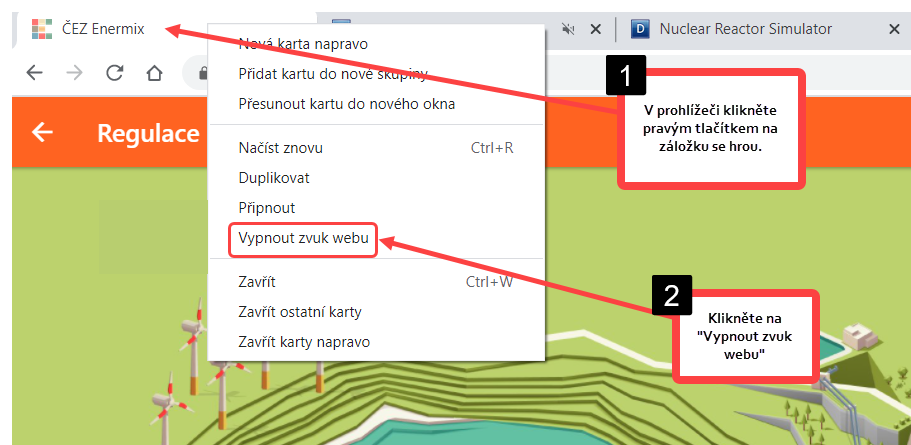 ČEZ Enermix
Nuclear Reactor Simulator
Regulace
Nová karta napravo
Přidat kartu do nové skupiny
Přesunout kartu do nového okna
Načíst znovu Ctrl+R
Duplikovat
Připnout
Vypnout zvuk webu
Zavřít Ctrl+W
Zavřít ostatní karty
Zavřít karty napravo
1
V prohlížeči klikněte
pravým tlačítkem na
záložku se hrou.
2
Klikněte na
"Vypnout zvuk
webu"